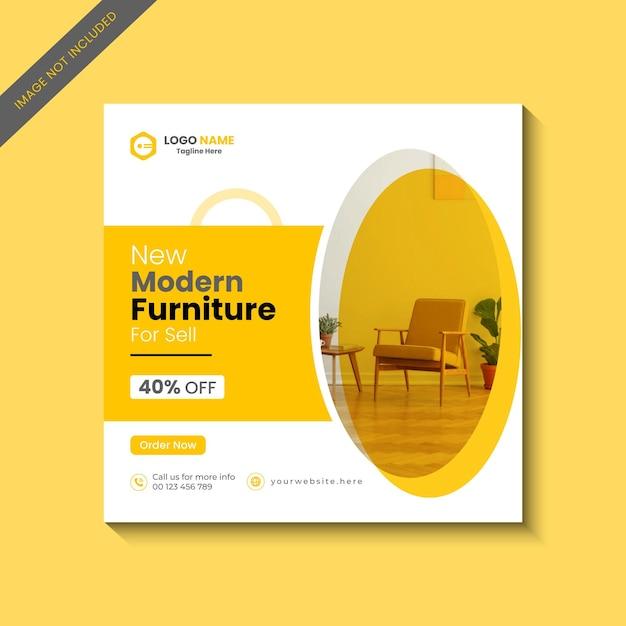 IMAGE NOT INCLUDED
LOGO NAME
Tagline Here
New
Modern
Furniture
For Sell
40% OFF
Order Now
Call us for more info
00 123 456 789
yourwebsite.here